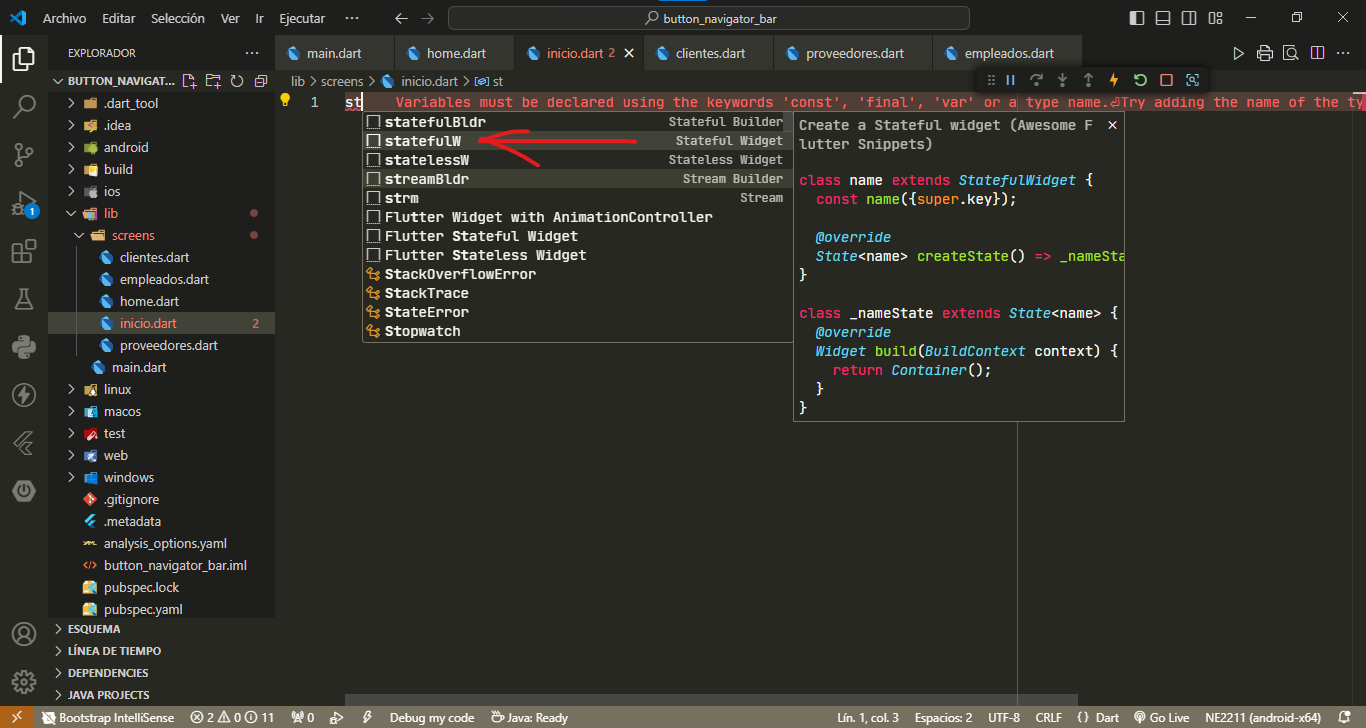 Archivo Editar Selección Ver Ir Ejecutar ··· button_navigator_bar
EXPLORADOR ···
main.dart home.dart inicio.dart 2 clientes.dart proveedores.dart empleados.dart
BUTTON_NAVIGAT...
lib > screens > inicio.dart > st
.dart_tool
.idea
android
build
ios
lib
screens
clientes.dart
empleados.dart
home.dart
inicio.dart 2
proveedores.dart
main.dart
linux
macos
test
web
windows
.gitignore
.metadata
analysis_options.yaml
button_navigator_bar.iml
pubspec.lock
pubspec.yaml
ESQUEMA
LÍNEA DE TIEMPO
DEPENDENCIES
JAVA PROJECTS
1
1 st Variables must be declared using the keywords 'const', 'final', 'var' or a type name.⏎Try adding the name of the ty
statefulBldr Stateful Builder
statefulW Stateful Widget
statelessW Stateless Widget
streamBldr Stream Builder
strm Stream
Flutter Widget with AnimationController
Flutter Stateful Widget
Flutter Stateless Widget
StackOverflowError
StackTrace
StateError
Stopwatch
Create a Stateful widget (Awesome F
lutter Snippets)
class name extends StatefulWidget {
const name({super.key});
@override
State<name> createState() => _nameSta
}
class _nameState extends State<name> {
@override
Widget build(BuildContext context) {
return Container();
}
}
Bootstrap IntelliSense 2 0 11 0 Debug my code Java: Ready Lín. 1, col. 3 Espacios: 2 UTF-8 CRLF {} Dart Go Live NE2211 (android-x64)